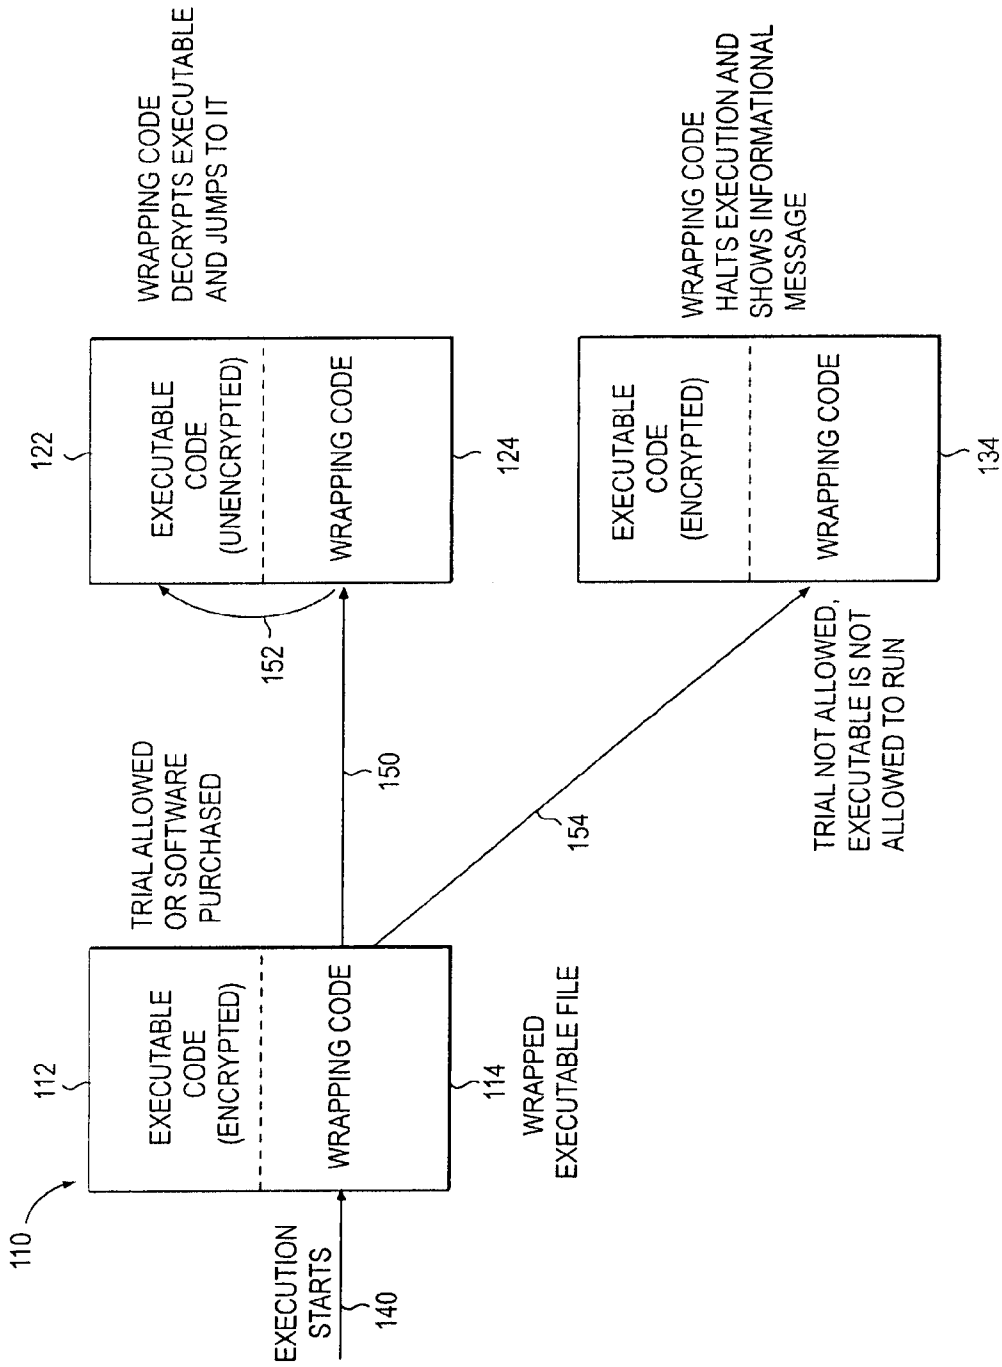 110
112
EXECUTABLE
CODE
(ENCRYPTED)
WRAPPING CODE
114
WRAPPED
EXECUTABLE FILE
EXECUTION
STARTS
140
TRIAL ALLOWED
OR SOFTWARE
PURCHASED
150
152
154
122
EXECUTABLE
CODE
(UNENCRYPTED)
WRAPPING CODE
124
WRAPPING CODE
DECRYPTS EXECUTABLE
AND JUMPS TO IT
TRIAL NOT ALLOWED,
EXECUTABLE IS NOT
ALLOWED TO RUN
EXECUTABLE
CODE
(ENCRYPTED)
WRAPPING CODE
134
WRAPPING CODE
HALTS EXECUTION AND
SHOWS INFORMATIONAL
MESSAGE